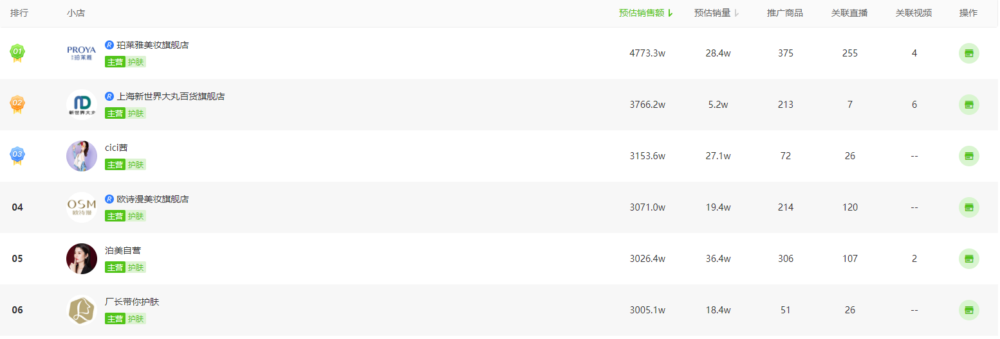 排行 小店 预估销售额 预估销量 推广商品 关联直播 关联视频 操作
01 PROYA 珀莱雅 R 珀莱雅美妆旗舰店 4773.3w 28.4w 375 255 4
主营 护肤
02 新世界大丸 R 上海新世界大丸百货旗舰店 3766.2w 5.2w 213 7 6
主营 护肤
03 cici茜 3153.6w 27.1w 72 26 --
主营 护肤
04 OSM 欧诗漫 R 欧诗漫美妆旗舰店 3071.0w 19.4w 214 120 --
主营 护肤
05 泊美自营 3026.4w 36.4w 306 107 2
主营 护肤
06 厂长带你护肤 3005.1w 18.4w 51 26 --
主营 护肤